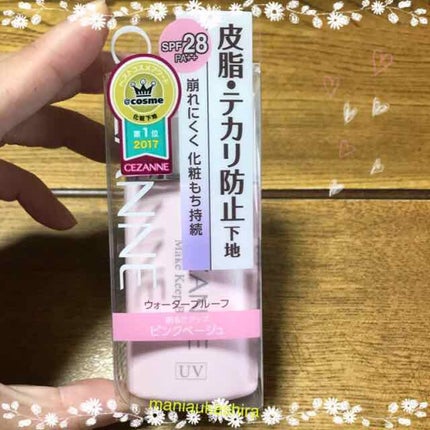 SPF28
PA++
皮脂・テカリ防止下地
崩れにくく 化粧もち持続
@cosme
化粧下地
第1位
2017
CEZANNE
CEZANNE
Make Keep
ウォータープルーフ
ピンクベージュ
UV